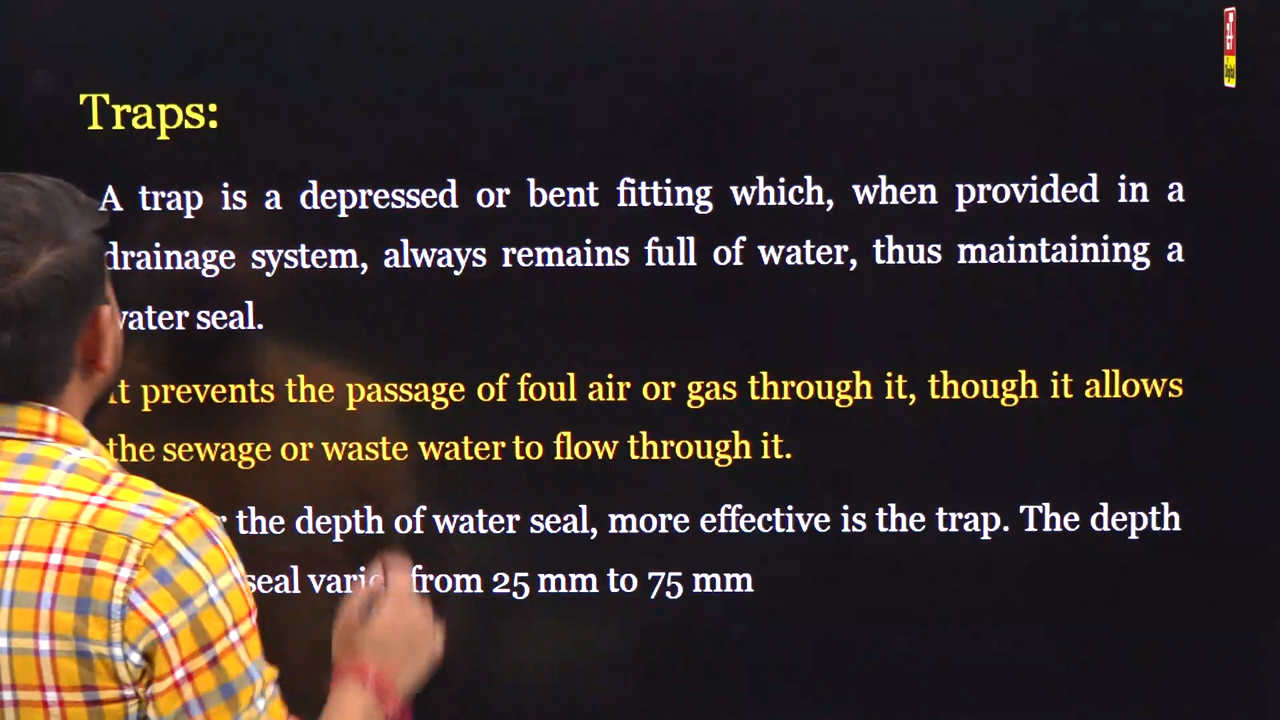 Traps:
A trap is a depressed or bent fitting which, when provided in a
drainage system, always remains full of water, thus maintaining a
water seal.
It prevents the passage of foul air or gas through it, though it allows
the sewage or waste water to flow through it.
the depth of water seal, more effective is the trap. The depth
seal varies from 25 mm to 75 mm